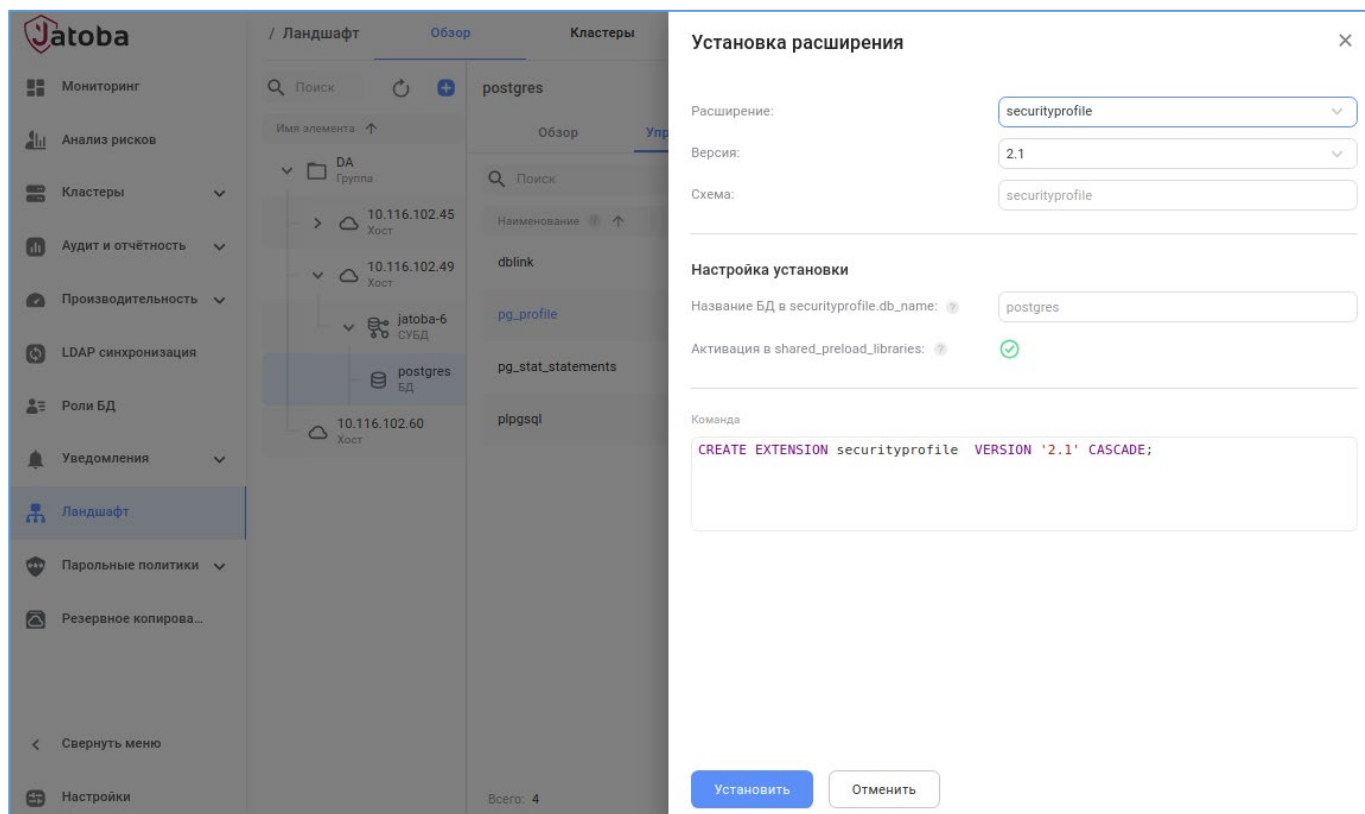 Jatoba
Мониторинг
Анализ рисков
Кластеры
Аудит и отчётность
Производительность
LDAP синхронизация
Роли БД
Уведомления
Ландшафт
Парольные политики
Резервное копирова...
Свернуть меню
Настройки
/ Ландшафт
Обзор
Кластеры
Поиск
Имя элемента
DA
Группа
10.116.102.45
Хост
10.116.102.49
Хост
jatoba-6
СУБД
postgres
БД
10.116.102.60
Хост
postgres
Обзор
Упр
Поиск
Наименование ?
dblink
pg_profile
pg_stat_statements
plpgsql
Всего: 4
Установка расширения
Расширение:
securityprofile
Версия:
2.1
Схема:
securityprofile
Настройка установки
Название БД в securityprofile.db_name: ?
postgres
Активация в shared_preload_libraries: ?
Команда
CREATE EXTENSION securityprofile  VERSION '2.1' CASCADE;
Установить
Отменить